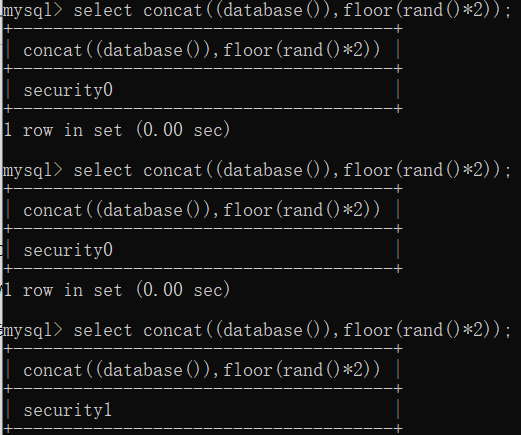 mysql> select concat((database()),floor(rand()*2));
+--------------------------------------+
| concat((database()),floor(rand()*2)) |
+--------------------------------------+
| security0                            |
+--------------------------------------+
1 row in set (0.00 sec)
mysql> select concat((database()),floor(rand()*2));
+--------------------------------------+
| concat((database()),floor(rand()*2)) |
+--------------------------------------+
| security0                            |
+--------------------------------------+
1 row in set (0.00 sec)
mysql> select concat((database()),floor(rand()*2));
+--------------------------------------+
| concat((database()),floor(rand()*2)) |
+--------------------------------------+
| security1                            |
+--------------------------------------+